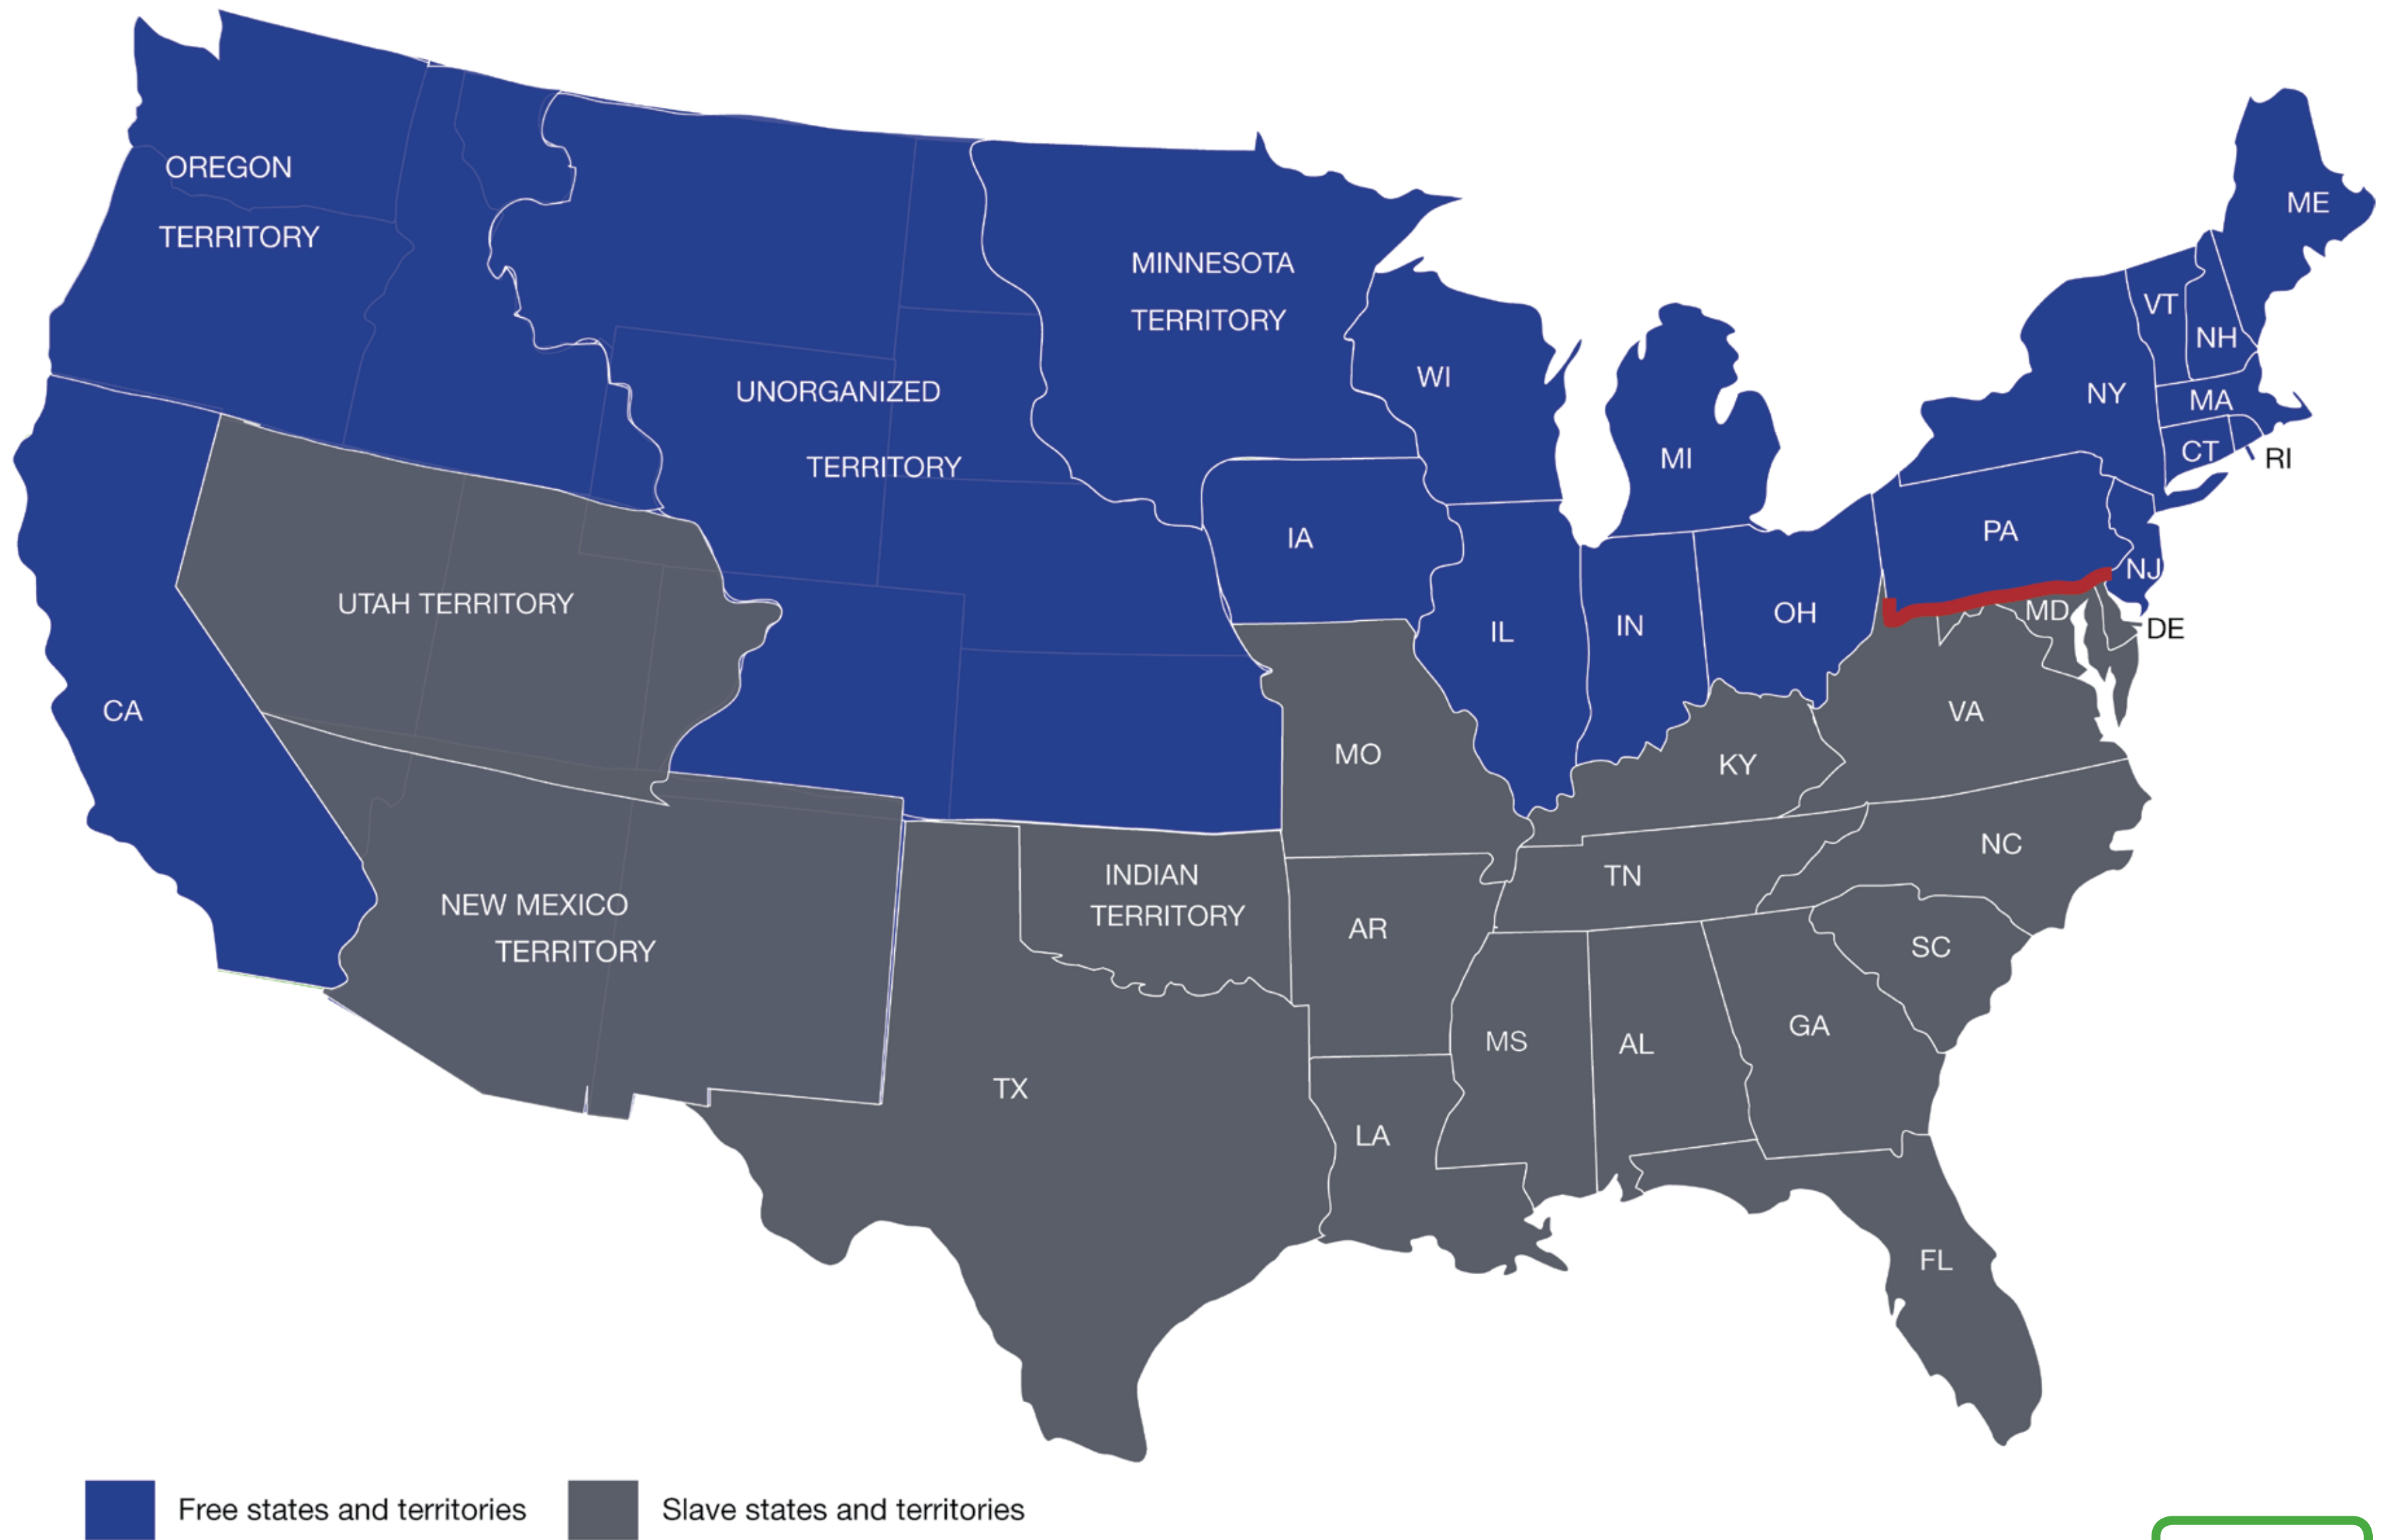 OREGON
TERRITORY
ME
MINNESOTA
TERRITORY
VT
NH
WI
UNORGANIZED
TERRITORY
NY
MA
CT
RI
MI
PA
IA
NJ
UTAH TERRITORY
OH
MD
IL
IN
DE
CA
VA
MO
KY
NC
INDIAN
TERRITORY
TN
NEW MEXICO
TERRITORY
AR
SC
GA
MS
AL
TX
LA
FL
Free states and territories
Slave states and territories